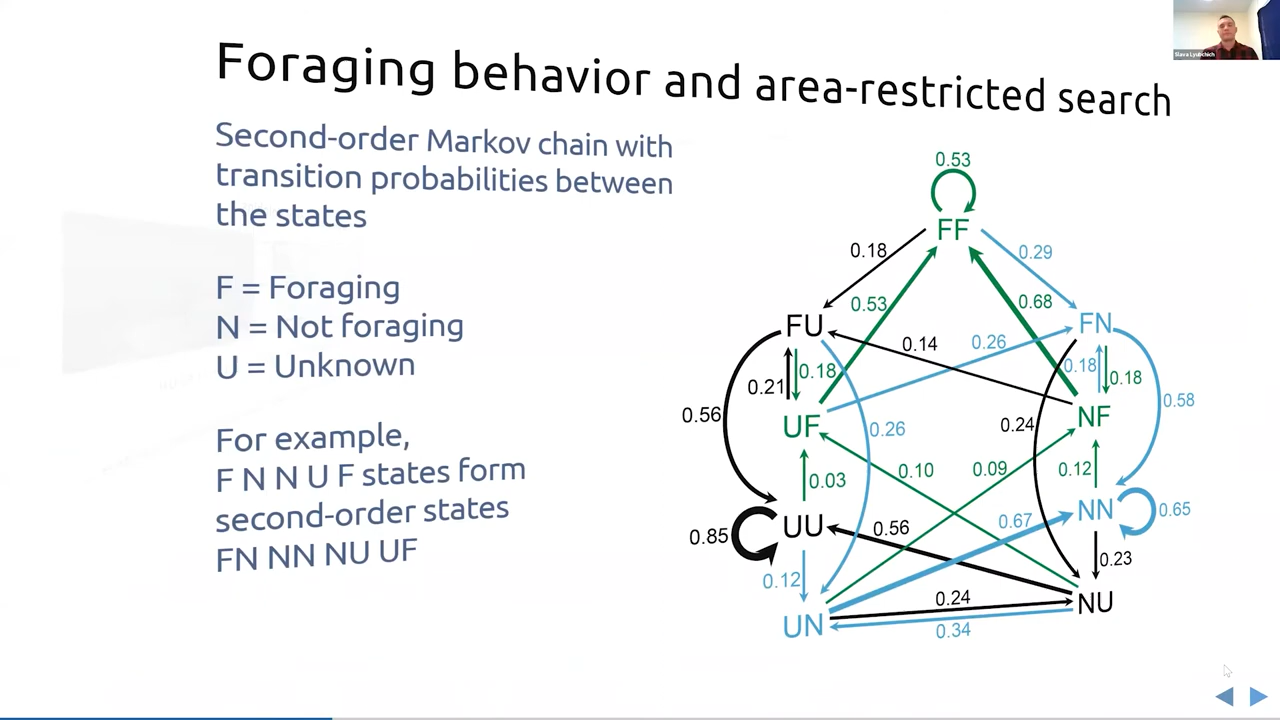 Slava Lyubchich
Foraging behavior and area-restricted search
Second-order Markov chain with
transition probabilities between
the states
F = Foraging
N = Not foraging
U = Unknown
For example,
F N N U F states form
second-order states
FN NN NU UF
0.53
FF
0.18
0.29
0.53
0.68
FU
FN
0.14
0.26
0.21
0.18
0.18
0.18
0.56
0.58
UF
NF
0.26
0.24
0.10
0.09
0.03
0.12
UU
NN
0.85
0.56
0.67
0.65
0.12
0.23
0.24
NU
UN
0.34